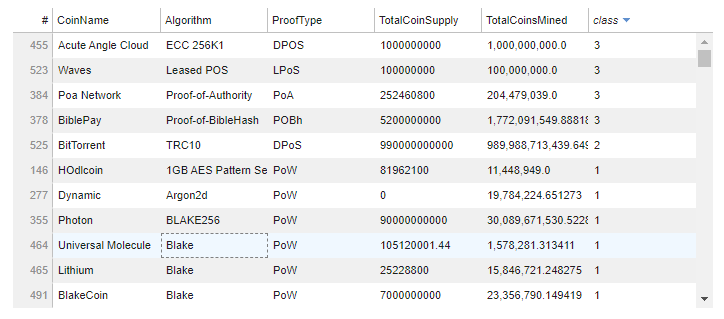 # CoinName Algorithm ProofType TotalCoinSupply TotalCoinsMined class
455 Acute Angle Cloud ECC 256K1 DPOS 1000000000 1,000,000,000.0 3
523 Waves Leased POS LPoS 100000000 100,000,000.0 3
384 Poa Network Proof-of-Authority PoA 252460800 204,479,039.0 3
378 BiblePay Proof-of-BibleHash POBh 5200000000 1,772,091,549.88818 3
525 BitTorrent TRC10 DPoS 990000000000 989,988,713,439.649 2
146 HOdlcoin 1GB AES Pattern Se PoW 81962100 11,448,949.0 1
277 Dynamic Argon2d PoW 0 19,784,224.651273 1
355 Photon BLAKE256 PoW 90000000000 30,089,671,530.5228 1
464 Universal Molecule Blake PoW 105120001.44 1,578,281.313411 1
465 Lithium Blake PoW 25228800 15,846,721.248275 1
491 BlakeCoin Blake PoW 7000000000 23,356,790.149419 1